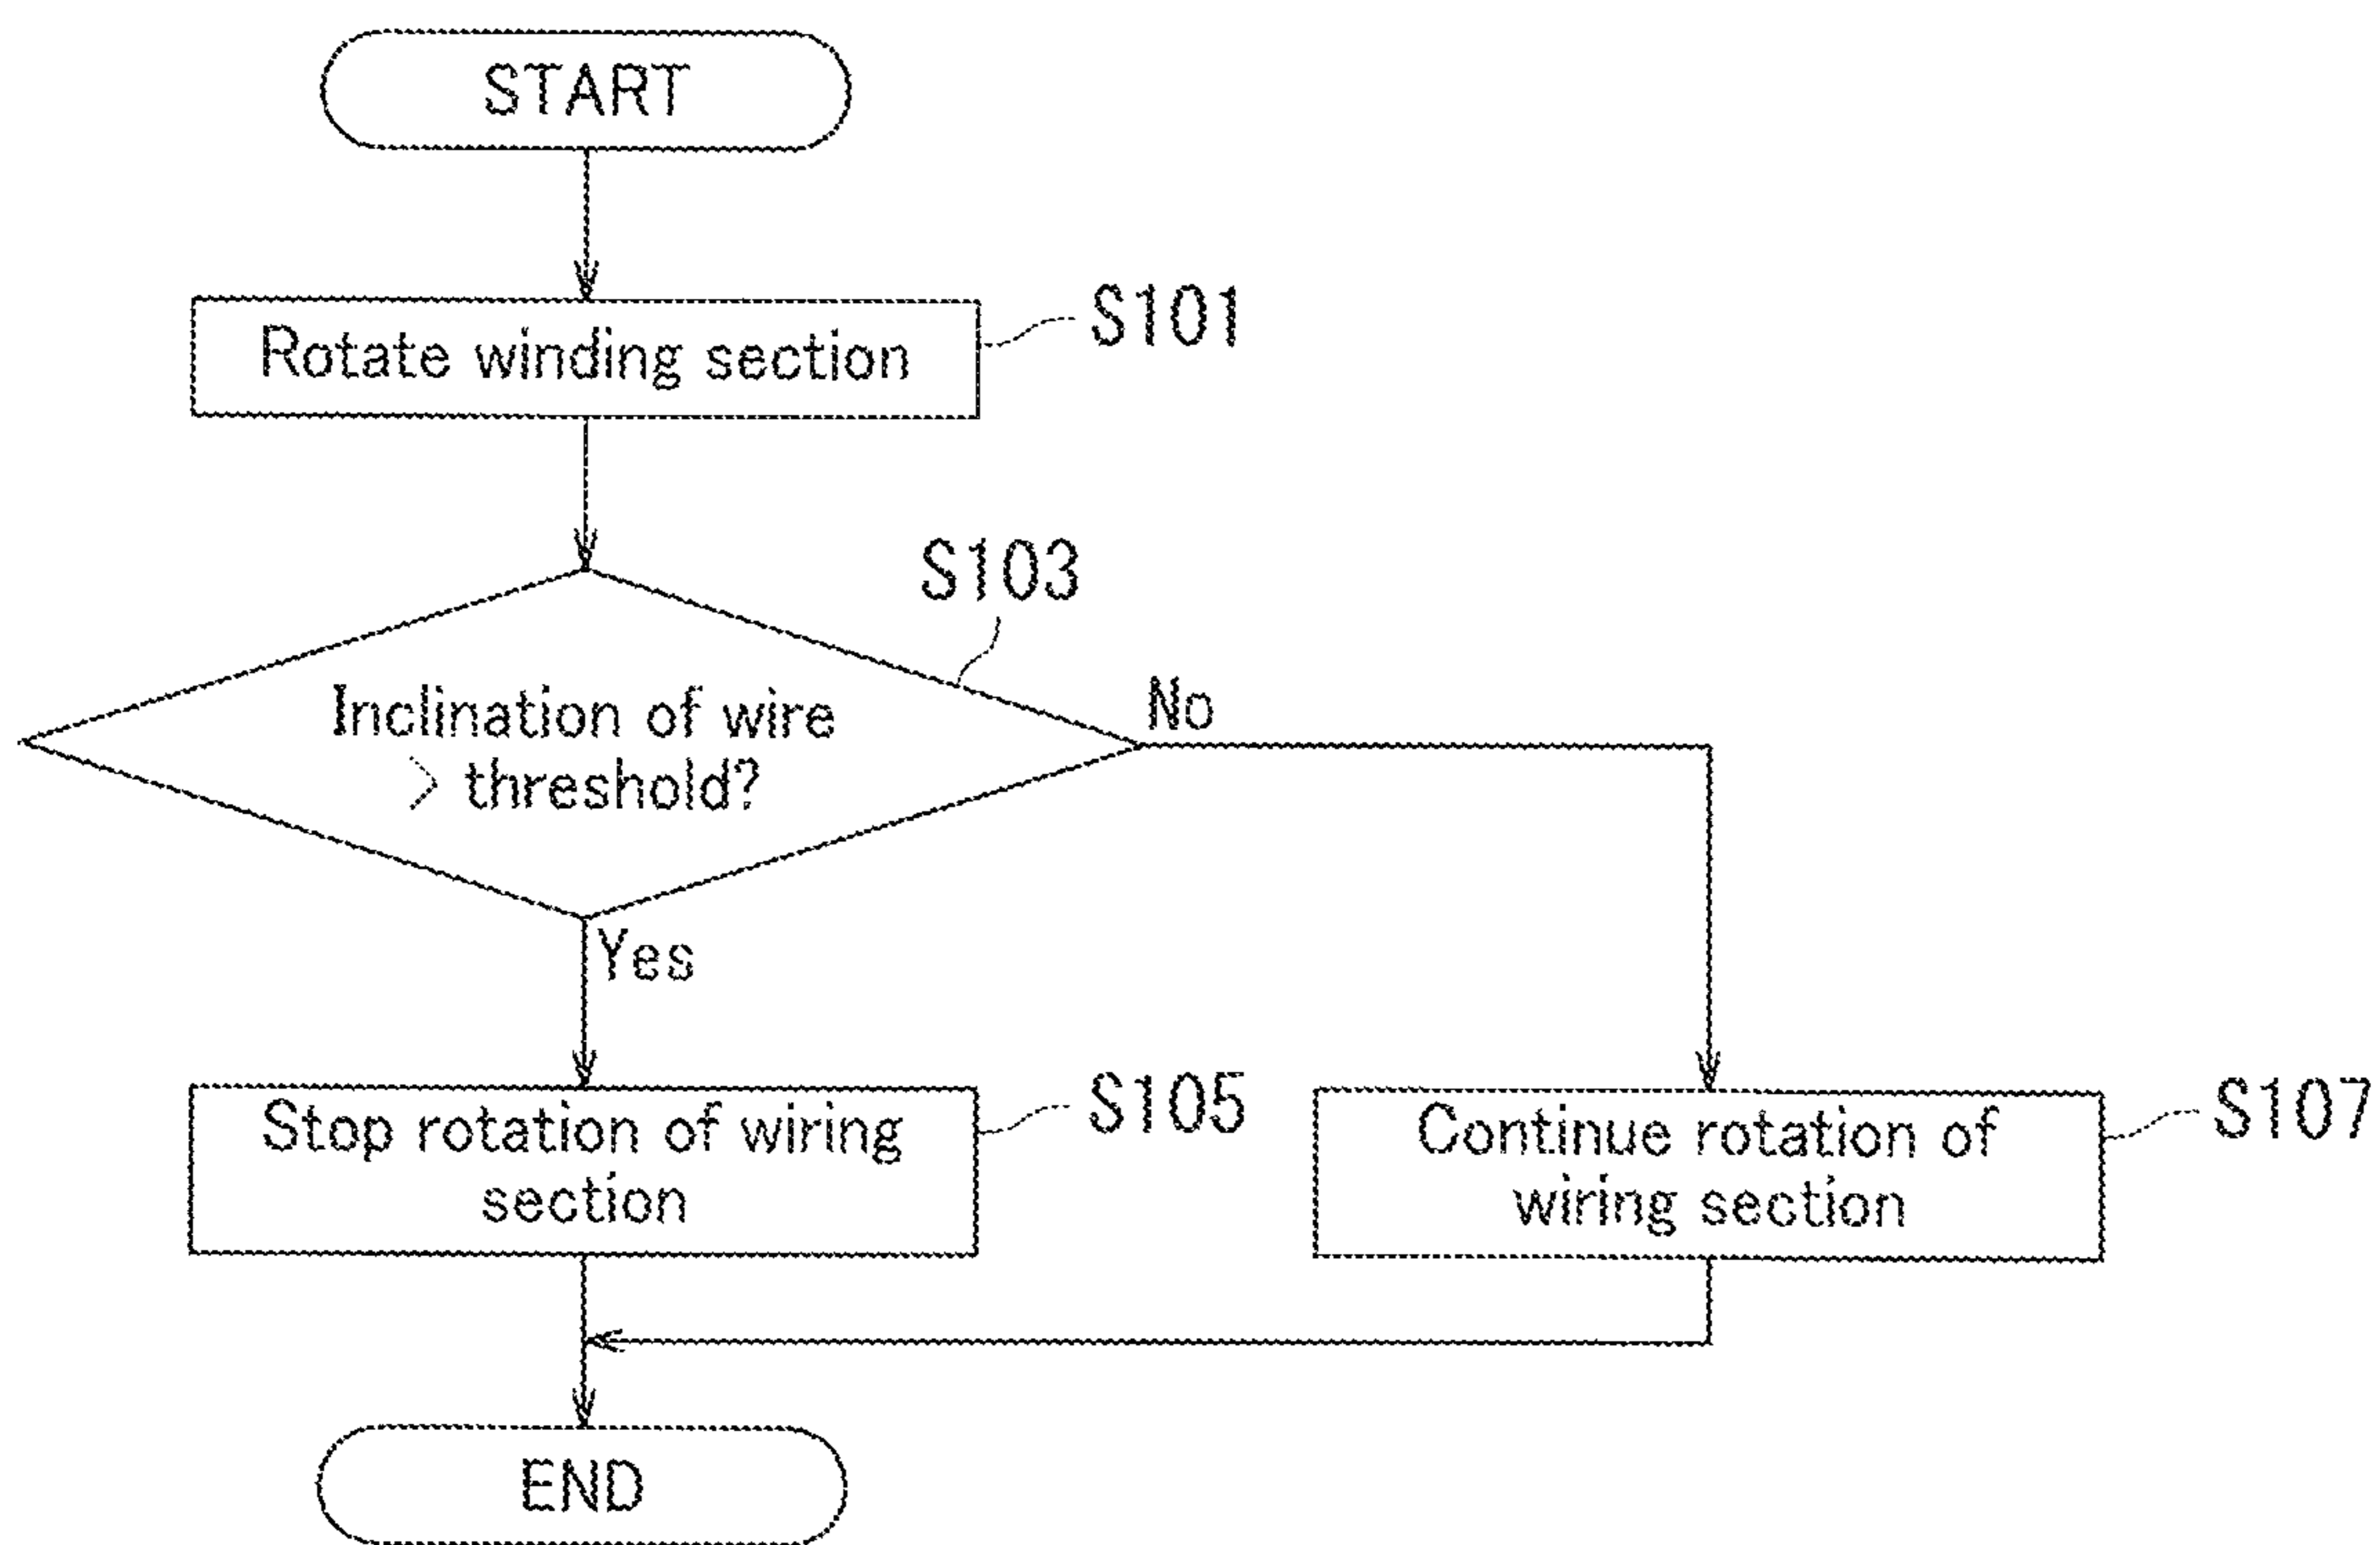 START
Rotate winding section
S101
S103
Inclination of wire
> threshold?
No
Yes
Stop rotation of wiring
section
S105
Continue rotation of
wiring section
S107
END